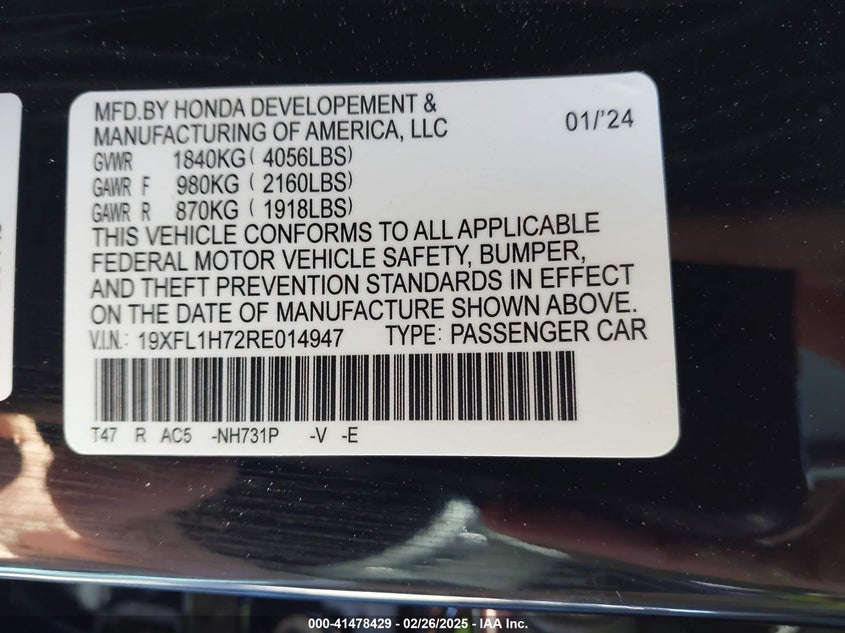 MFD.BY HONDA DEVELOPEMENT &
MANUFACTURING OF AMERICA, LLC 01/'24
GVWR 1840KG ( 4056LBS)
GAWR F 980KG ( 2160LBS)
GAWR R 870KG ( 1918LBS)
THIS VEHICLE CONFORMS TO ALL APPLICABLE
FEDERAL MOTOR VEHICLE SAFETY, BUMPER,
AND THEFT PREVENTION STANDARDS IN EFFECT
ON THE DATE OF MANUFACTURE SHOWN ABOVE.
V.I.N.: 19XFL1H72RE014947 TYPE: PASSENGER CAR
T47 R AC5 -NH731P -V -E
000-41478429 - 02/26/2025 - IAA Inc.